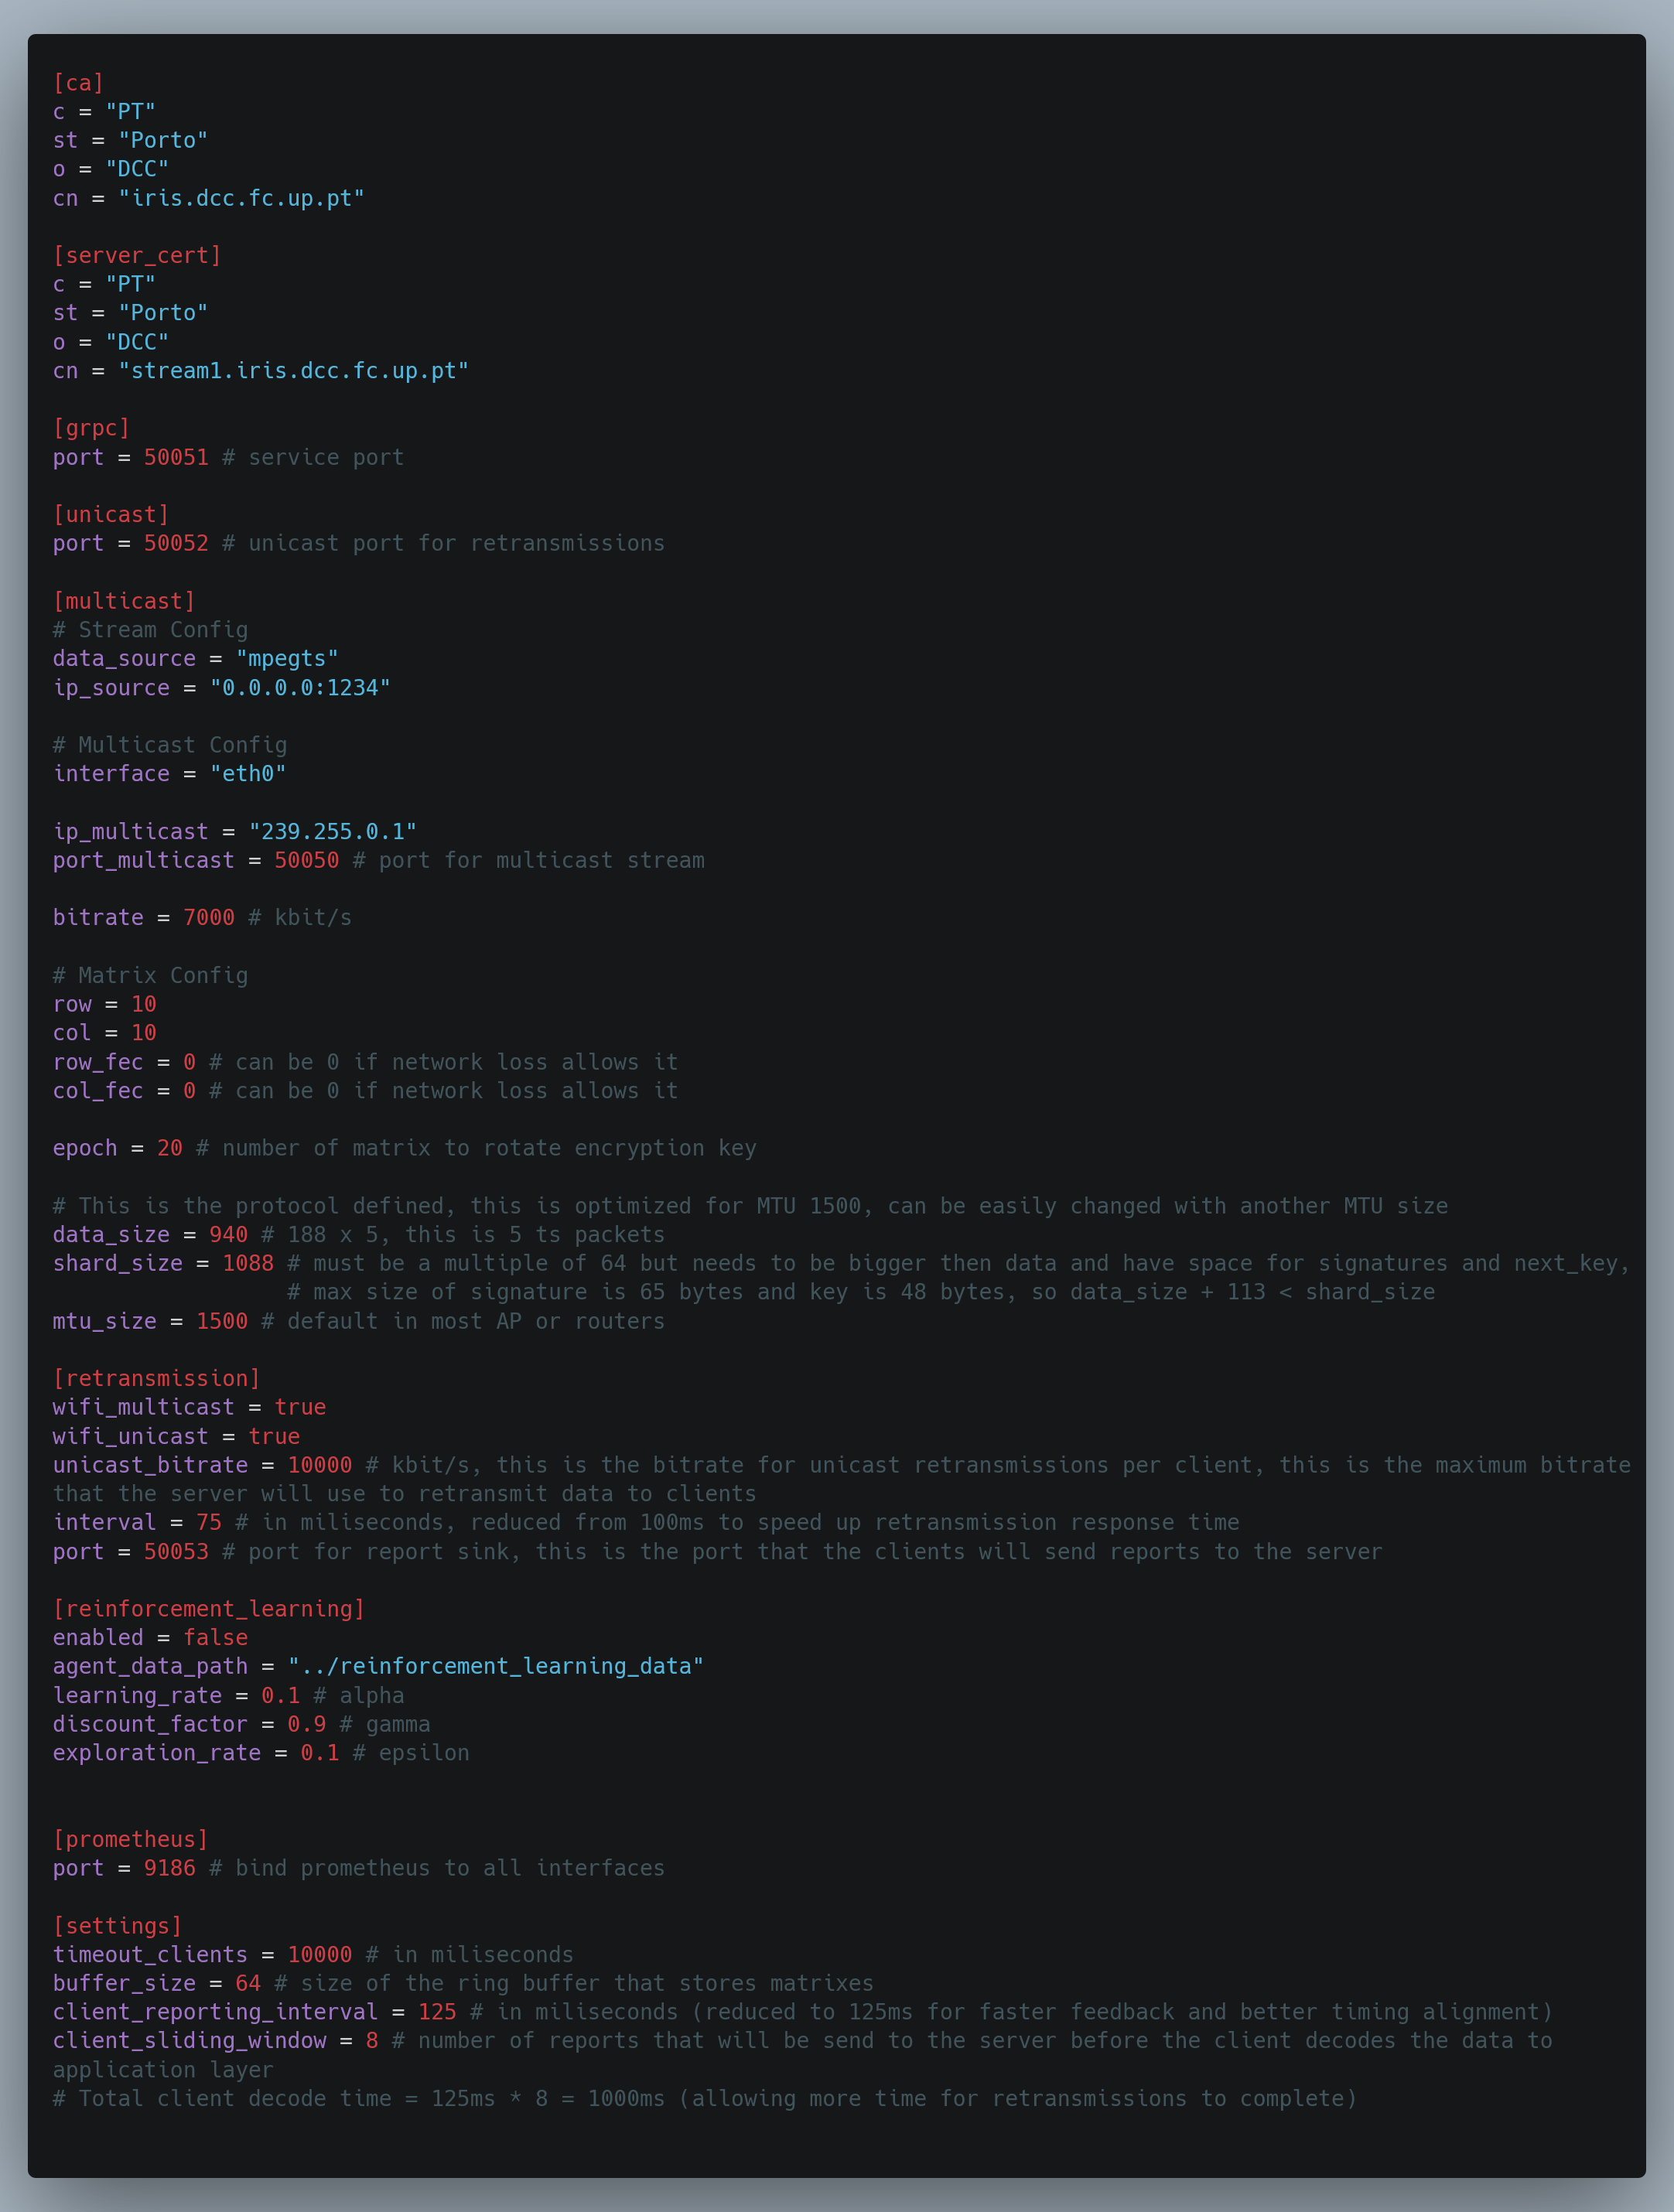 [ca]
c = "PT"
st = "Porto"
o = "DCC"
cn = "iris.dcc.fc.up.pt"
[server_cert]
c = "PT"
st = "Porto"
o = "DCC"
cn = "stream1.iris.dcc.fc.up.pt"
[grpc]
port = 50051 # service port
[unicast]
port = 50052 # unicast port for retransmissions
[multicast]
# Stream Config
data_source = "mpegts"
ip_source = "0.0.0.0:1234"
# Multicast Config
interface = "eth0"
ip_multicast = "239.255.0.1"
port_multicast = 50050 # port for multicast stream
bitrate = 7000 # kbit/s
# Matrix Config
row = 10
col = 10
row_fec = 0 # can be 0 if network loss allows it
col_fec = 0 # can be 0 if network loss allows it
epoch = 20 # number of matrix to rotate encryption key
# This is the protocol defined, this is optimized for MTU 1500, can be easily changed with another MTU size
data_size = 940 # 188 x 5, this is 5 ts packets
shard_size = 1088 # must be a multiple of 64 but needs to be bigger then data and have space for signatures and next_key,
# max size of signature is 65 bytes and key is 48 bytes, so data_size + 113 < shard_size
mtu_size = 1500 # default in most AP or routers
[retransmission]
wifi_multicast = true
wifi_unicast = true
unicast_bitrate = 10000 # kbit/s, this is the bitrate for unicast retransmissions per client, this is the maximum bitrate
that the server will use to retransmit data to clients
interval = 75 # in miliseconds, reduced from 100ms to speed up retransmission response time
port = 50053 # port for report sink, this is the port that the clients will send reports to the server
[reinforcement_learning]
enabled = false
agent_data_path = "../reinforcement_learning_data"
learning_rate = 0.1 # alpha
discount_factor = 0.9 # gamma
exploration_rate = 0.1 # epsilon
[prometheus]
port = 9186 # bind prometheus to all interfaces
[settings]
timeout_clients = 10000 # in miliseconds
buffer_size = 64 # size of the ring buffer that stores matrixes
client_reporting_interval = 125 # in miliseconds (reduced to 125ms for faster feedback and better timing alignment)
client_sliding_window = 8 # number of reports that will be send to the server before the client decodes the data to
application layer
# Total client decode time = 125ms * 8 = 1000ms (allowing more time for retransmissions to complete)